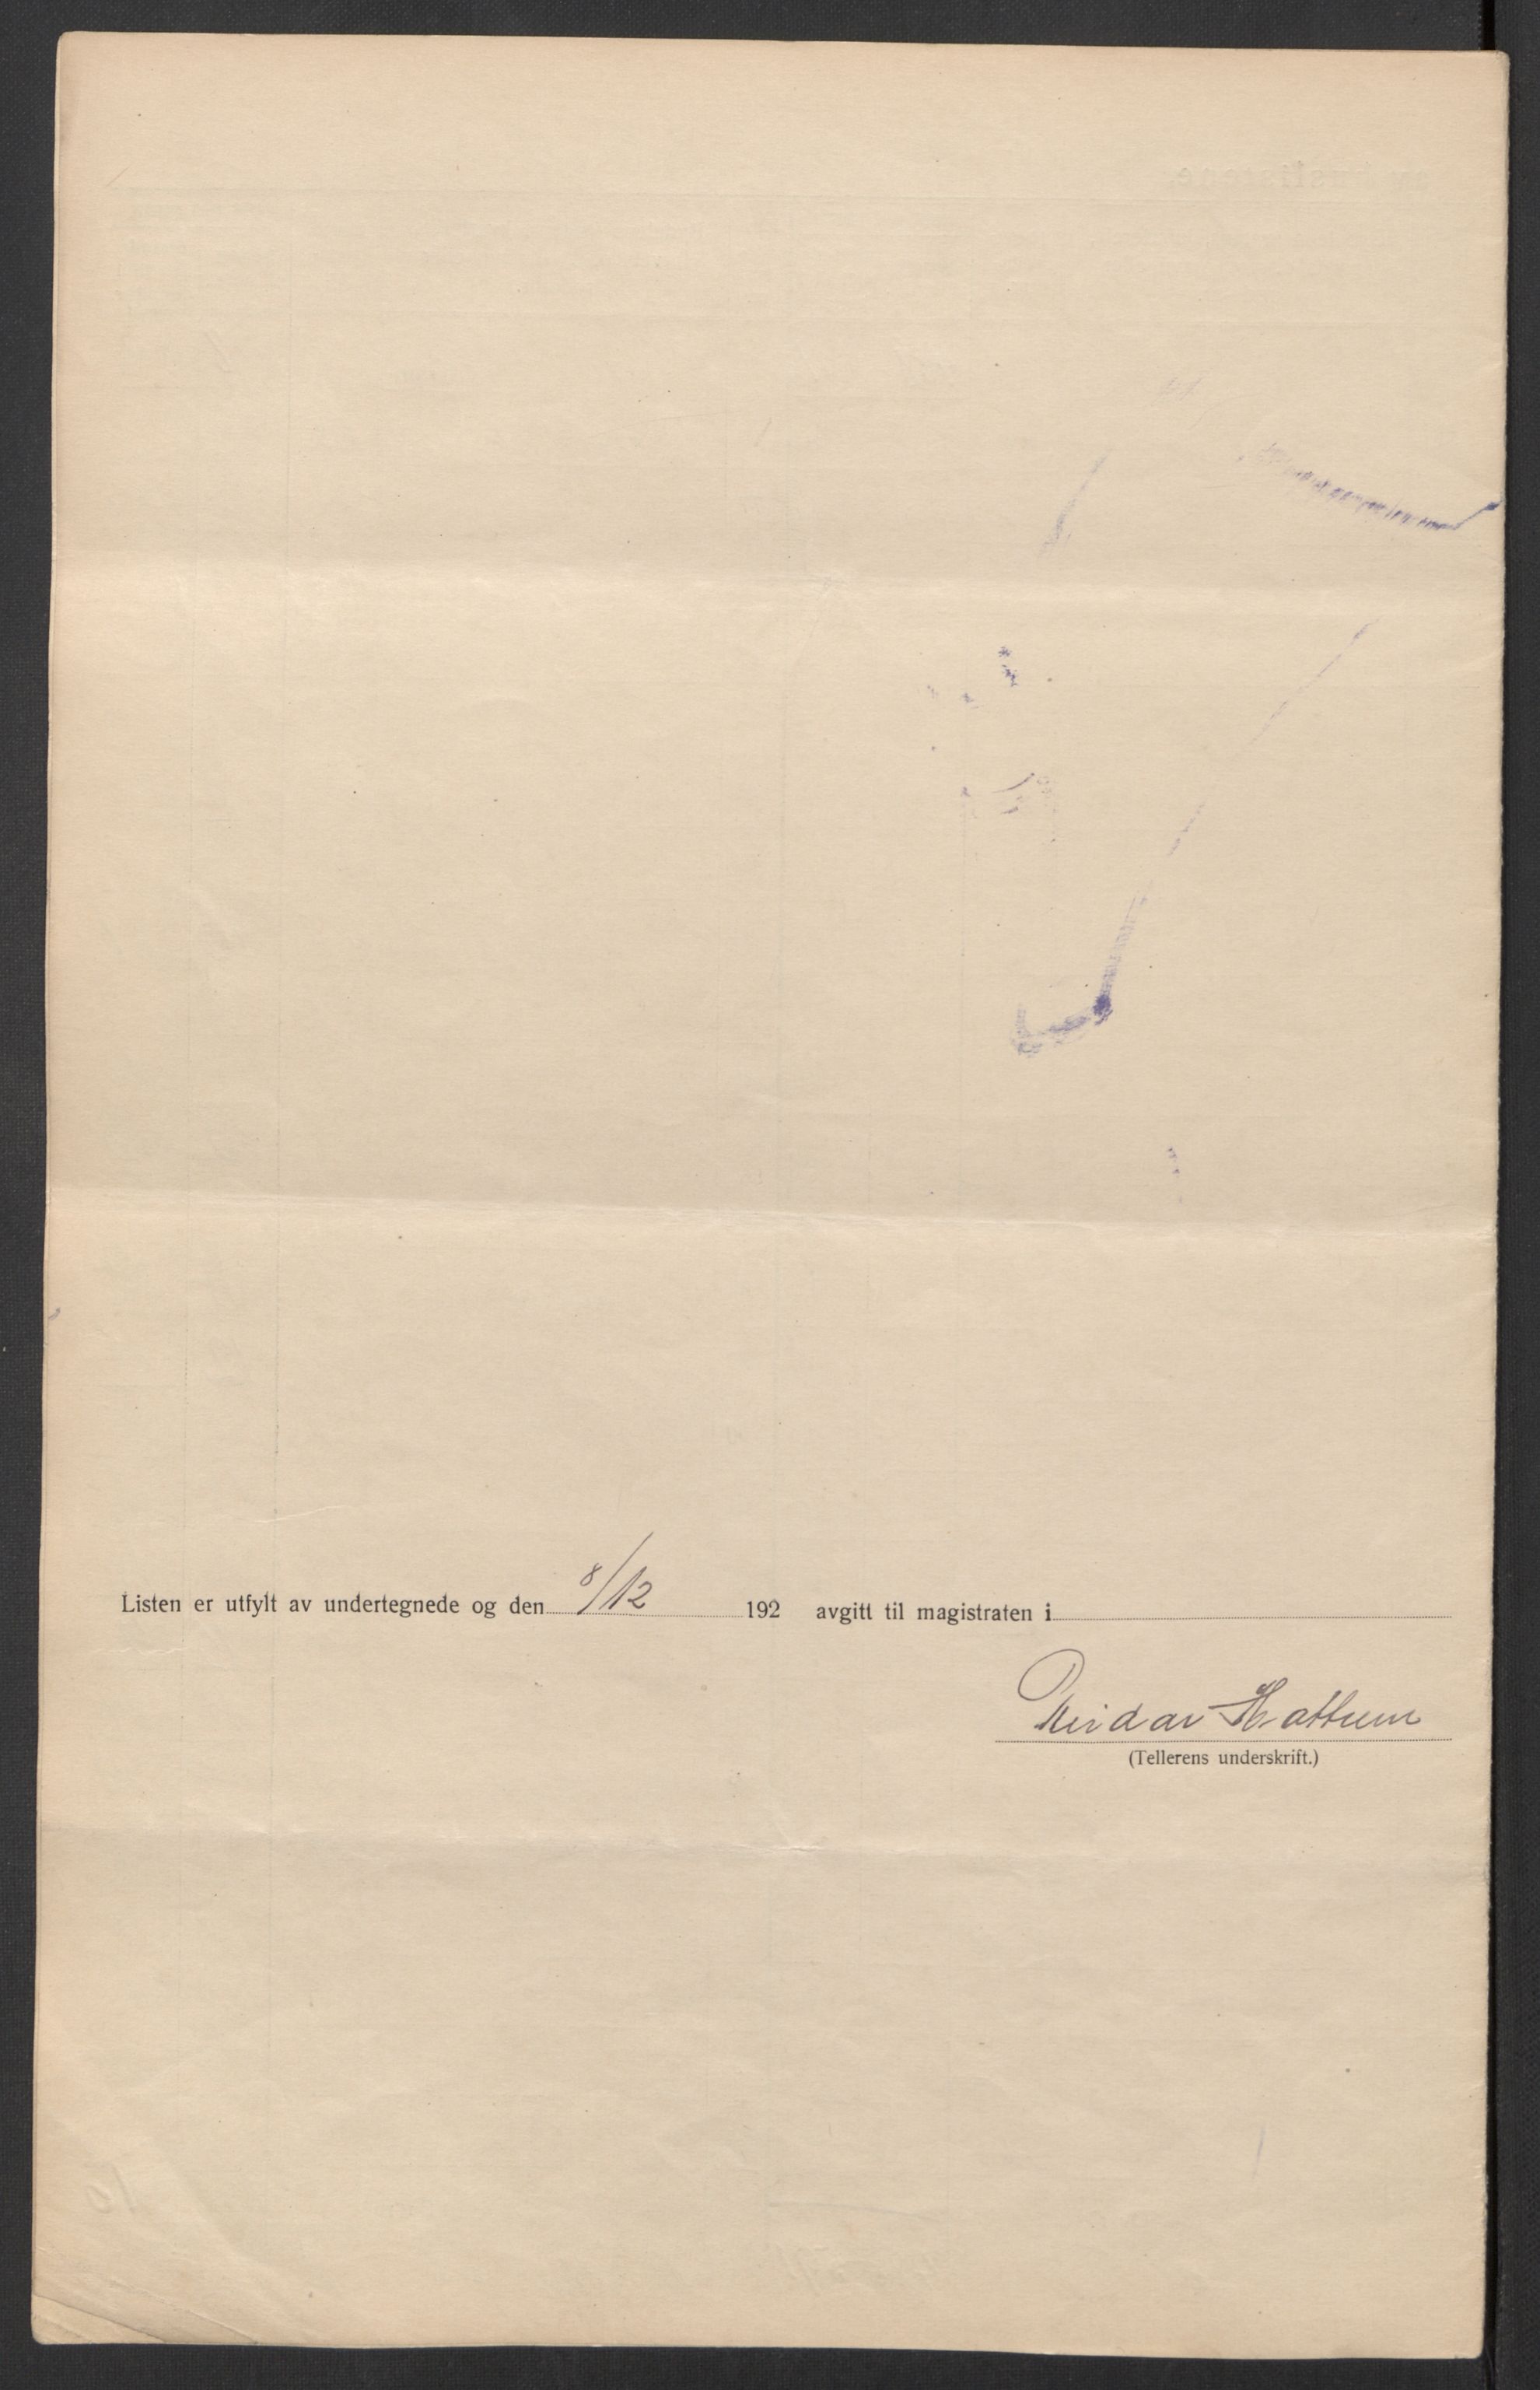 Listen er utfylt av undertegnede og den 8/12 192 avgitt til magistraten i
Reidar Hattum
(Tellerens underskrift.)